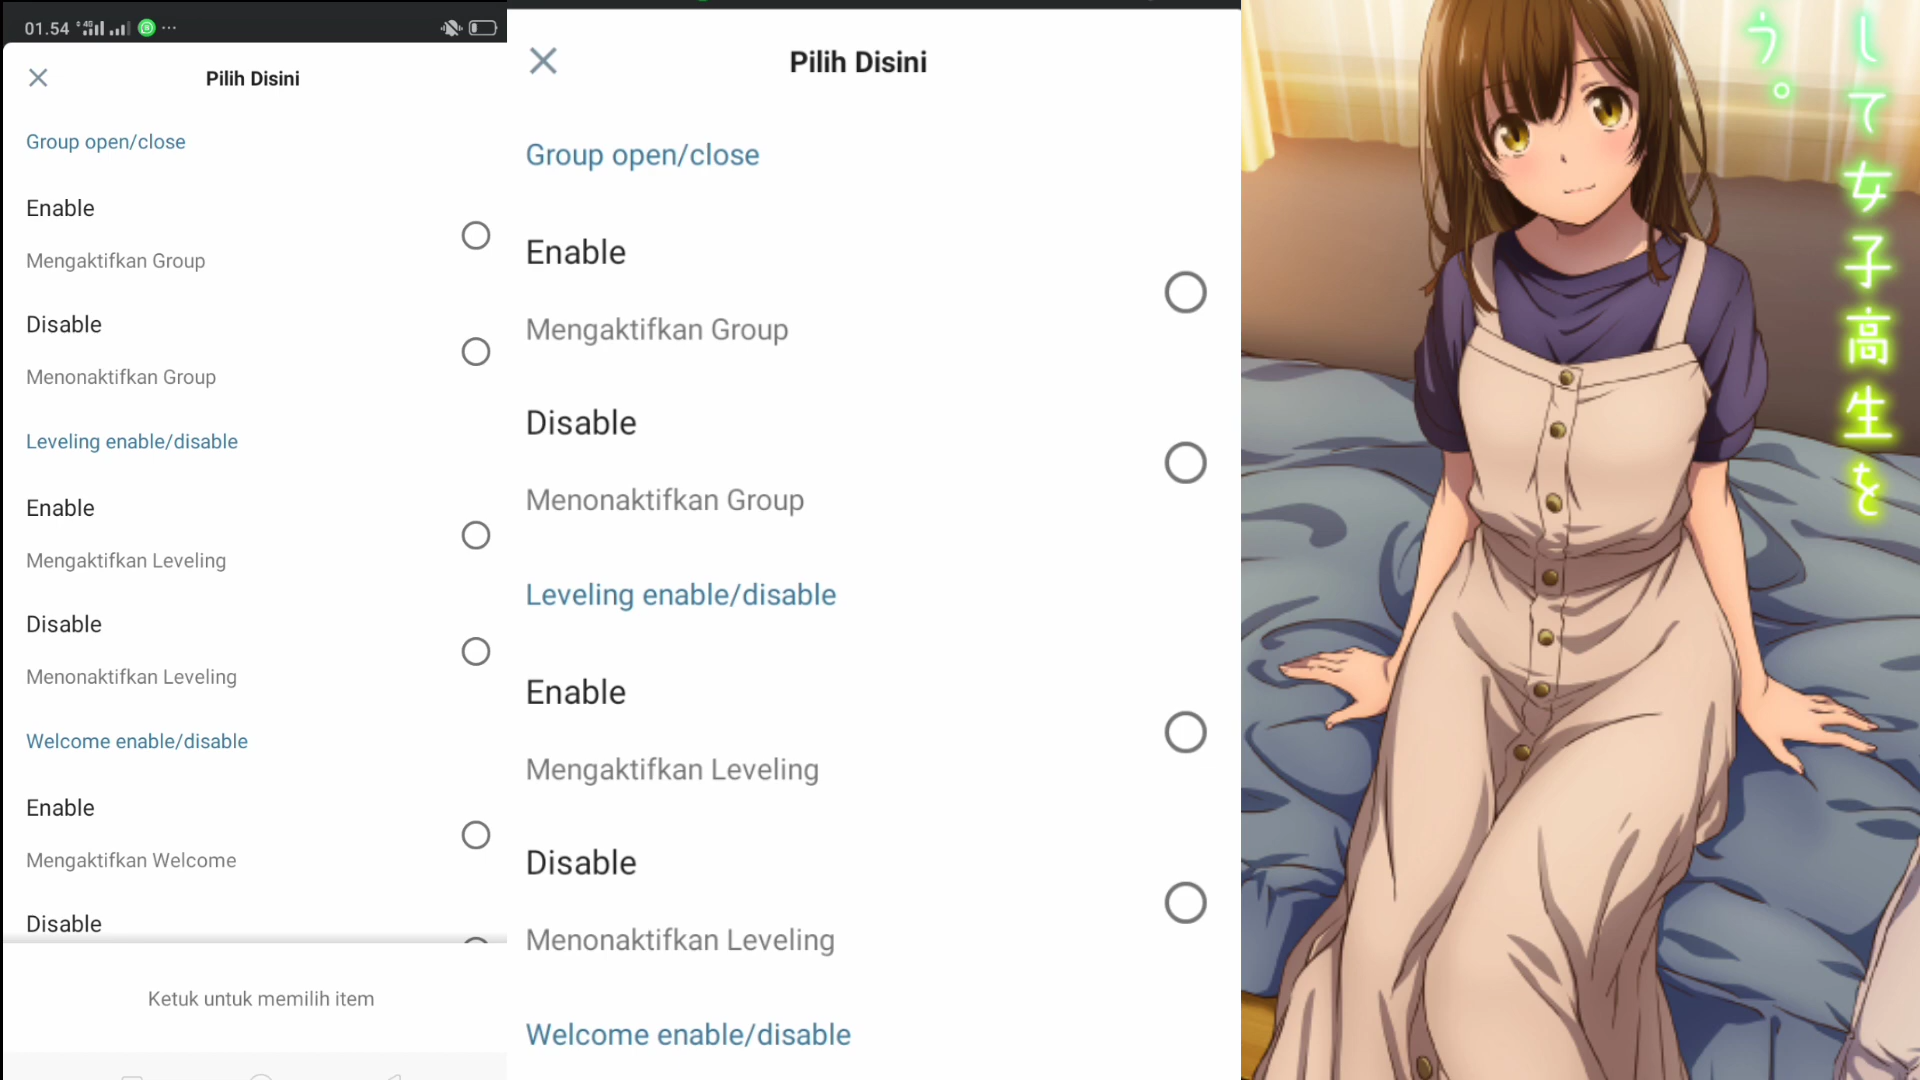 01.54
Pilih Disini
Group open/close
Enable
Mengaktifkan Group
Disable
Menonaktifkan Group
Leveling enable/disable
Enable
Mengaktifkan Leveling
Disable
Menonaktifkan Leveling
Welcome enable/disable
Enable
Mengaktifkan Welcome
Disable
Ketuk untuk memilih item
Pilih Disini
Group open/close
Enable
Mengaktifkan Group
Disable
Menonaktifkan Group
Leveling enable/disable
Enable
Mengaktifkan Leveling
Disable
Menonaktifkan Leveling
Welcome enable/disable
して女子高生を
う。